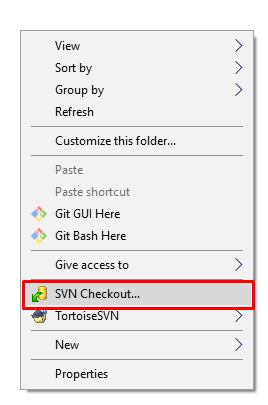 View
Sort by
Group by
Refresh
Customize this folder...
Paste
Paste shortcut
Git GUI Here
Git Bash Here
Give access to
SVN Checkout...
TortoiseSVN
New
Properties